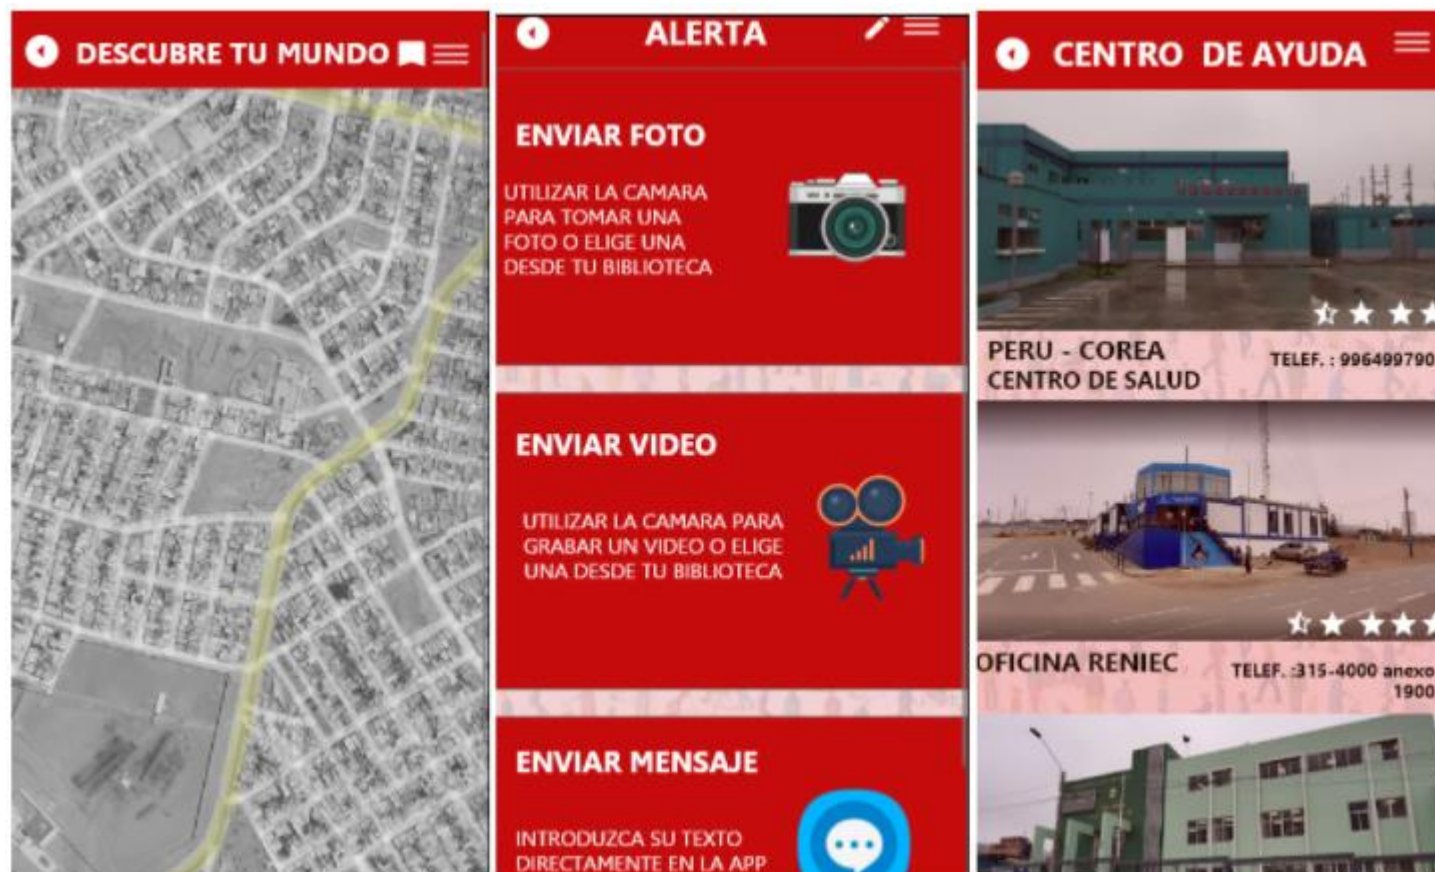 DESCUBRE TU MUNDO
ALERTA
ENVIAR FOTO
UTILIZAR LA CAMARA
PARA TOMAR UNA
FOTO O ELIGE UNA
DESDE TU BIBLIOTECA
ENVIAR VIDEO
UTILIZAR LA CAMARA PARA
GRABAR UN VIDEO O ELIGE
UNA DESDE TU BIBLIOTECA
ENVIAR MENSAJE
INTRODUZCA SU TEXTO
DIRECTAMENTE EN LA APP
CENTRO DE AYUDA
PERU - COREA
CENTRO DE SALUD
TELEF. : 996499790
OFICINA RENIEC
TELEF. :315-4000 anexo
1900